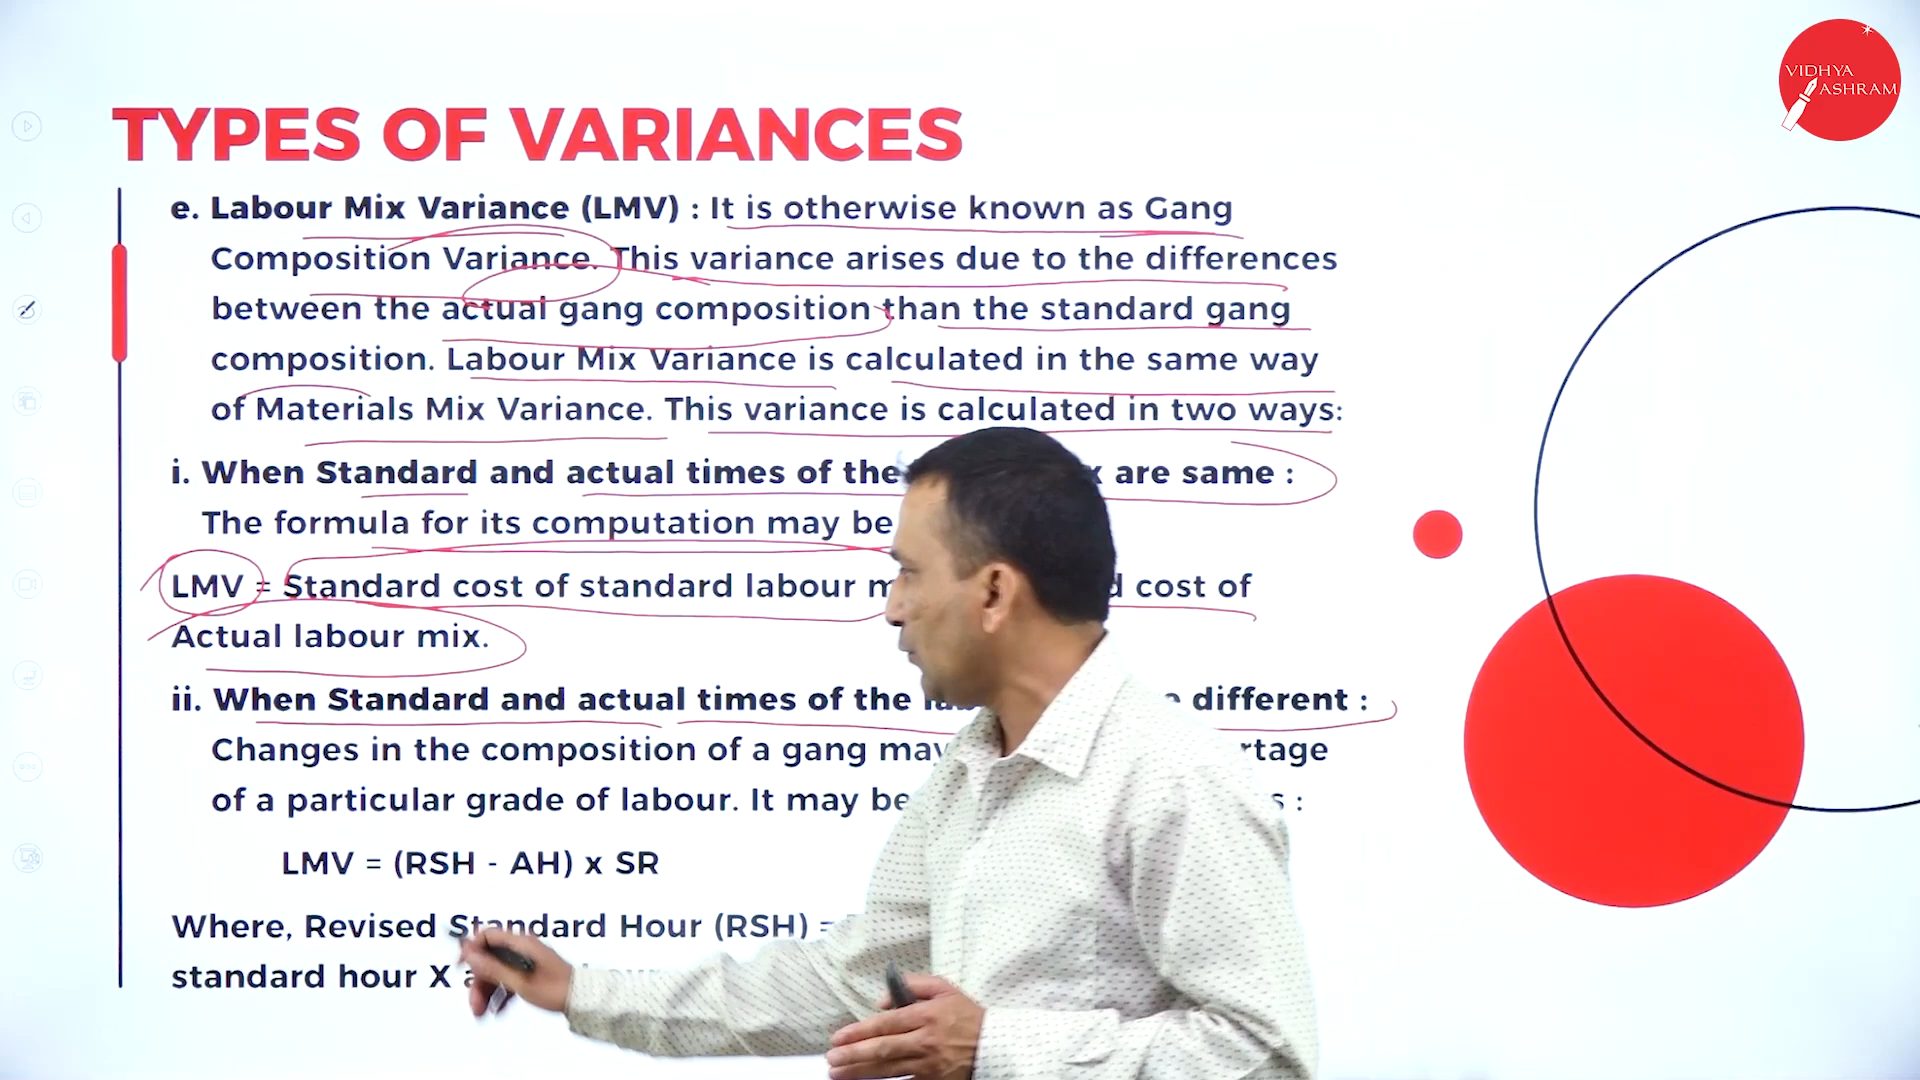 VIDHYA
ASHRAM
TYPES OF VARIANCES
e. Labour Mix Variance (LMV) : It is otherwise known as Gang
Composition Variance. This variance arises due to the differences
between the actual gang composition than the standard gang
composition. Labour Mix Variance is calculated in the same way
of Materials Mix Variance. This variance is calculated in two ways:
i. When Standard and actual times of the are same :
The formula for its computation may be
LMV = Standard cost of standard labour cost of
Actual labour mix.
ii. When Standard and actual times of the different :
Changes in the composition of a gang may
of a particular grade of labour. It may be :
LMV = (RSH - AH) x SR
Where, Revised Standard Hour (RSH) =
standard hour X